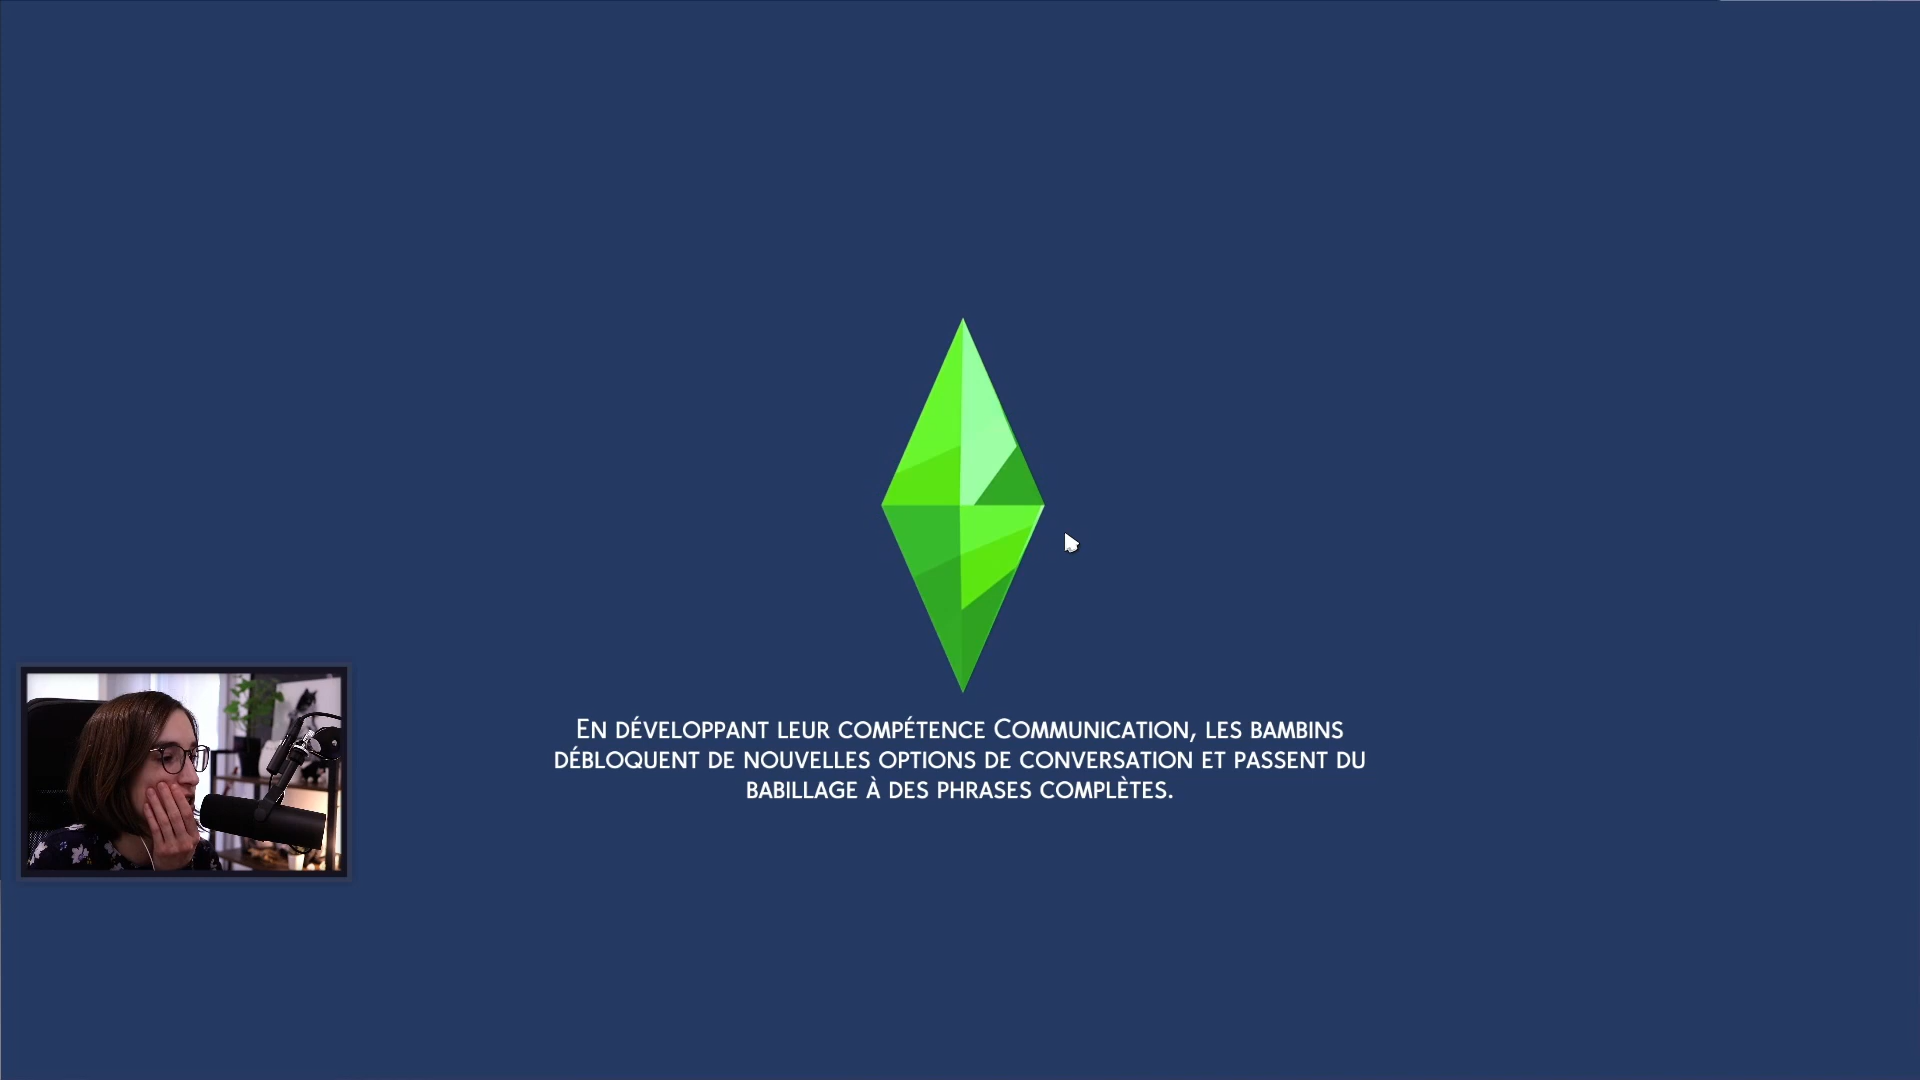 En développant leur compétence Communication, les bambins
débloquent de nouvelles options de conversation et passent du
babillage à des phrases complètes.